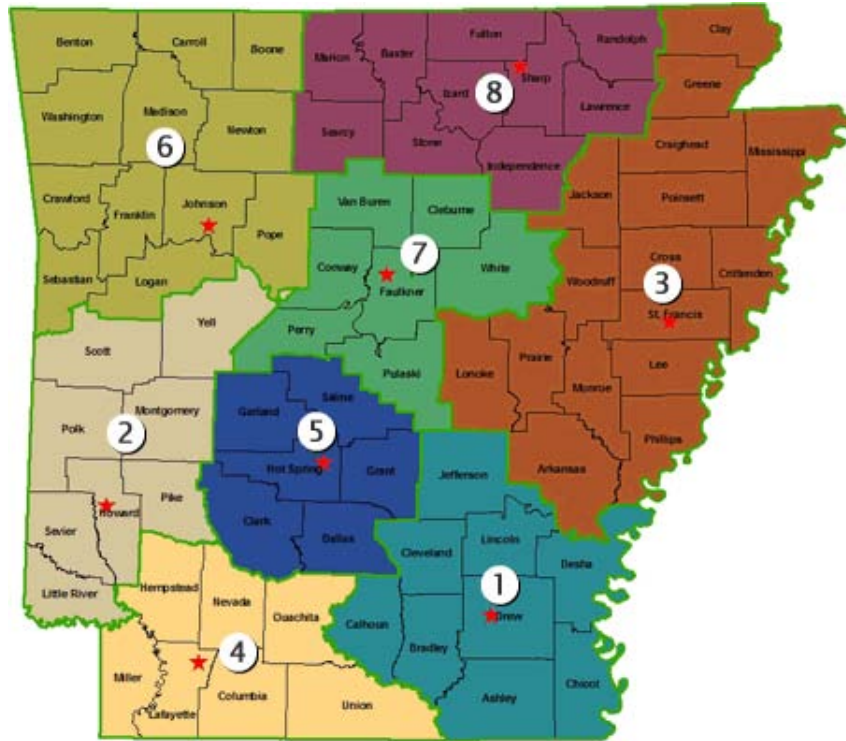 Benton
Carroll
Boone
Marion
Baxter
Fulton
Randolph
Clay
Sharp
Izard
8
Greene
Lawrence
Washington
Madison
Newton
Searcy
Stone
6
Independence
Craighead
Mississippi
Crawford
Franklin
Johnson
Pope
Van Buren
Cleburne
Jackson
Poinsett
Sebastian
Logan
Conway
7
White
Faulkner
Woodruff
Cross
3
Crittenden
St. Francis
Scott
Yell
Perry
Pulaski
Lonoke
Prairie
Monroe
Lee
Phillips
Polk
Montgomery
2
Garland
Saline
5
Hot Spring
Grant
Jefferson
Arkansas
Sevier
Howard
Pike
Clark
Dallas
Cleveland
Lincoln
Desha
Little River
Hempstead
Nevada
Ouachita
Calhoun
Bradley
1
Drew
4
Miller
Lafayette
Columbia
Union
Ashley
Chicot